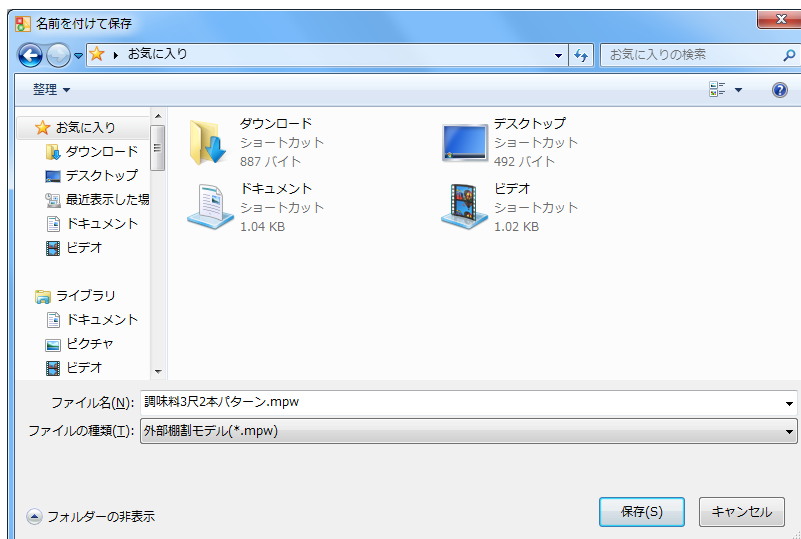 名前を付けて保存
お気に入り
お気に入りの検索
整理
お気に入り
ダウンロード
デスクトップ
最近表示した場
ドキュメント
ビデオ
ライブラリ
ドキュメント
ピクチャ
ビデオ
ダウンロード
ショートカット
887 バイト
デスクトップ
ショートカット
492 バイト
ドキュメント
ショートカット
1.04 KB
ビデオ
ショートカット
1.02 KB
ファイル名(N): 調味料3尺2本パターン.mpw
ファイルの種類(T): 外部棚割モデル(*.mpw)
フォルダーの非表示
保存(S)
キャンセル